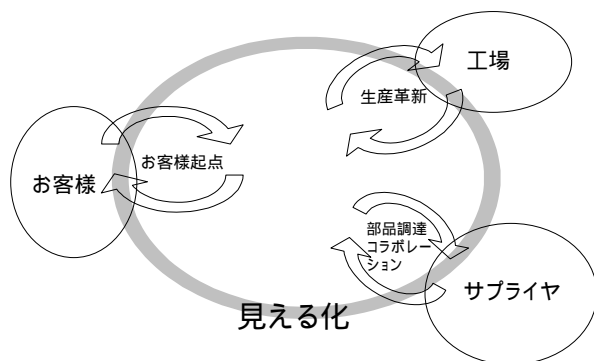 工場
生産革新
お客様
お客様起点
部品調達
コラボレー
ション
サプライヤ
見える化